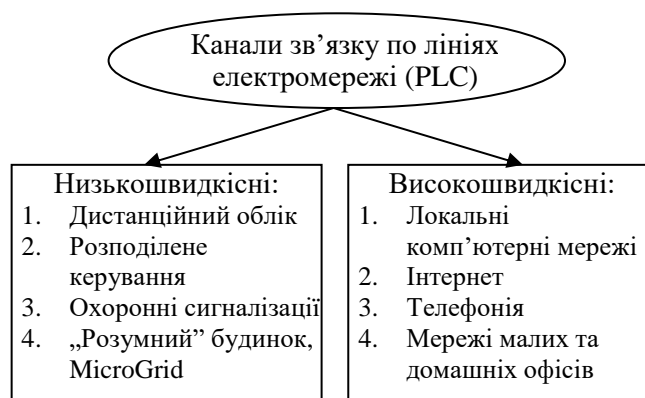 Канали зв’язку по лініях
електромережі (PLC)
Низькошвидкісні:
1. Дистанційний облік
2. Розподілене
керування
3. Охоронні сигналізації
4. „Розумний” будинок,
MicroGrid
Високошвидкісні:
1. Локальні
комп’ютерні мережі
2. Інтернет
3. Телефонія
4. Мережі малих та
домашніх офісів